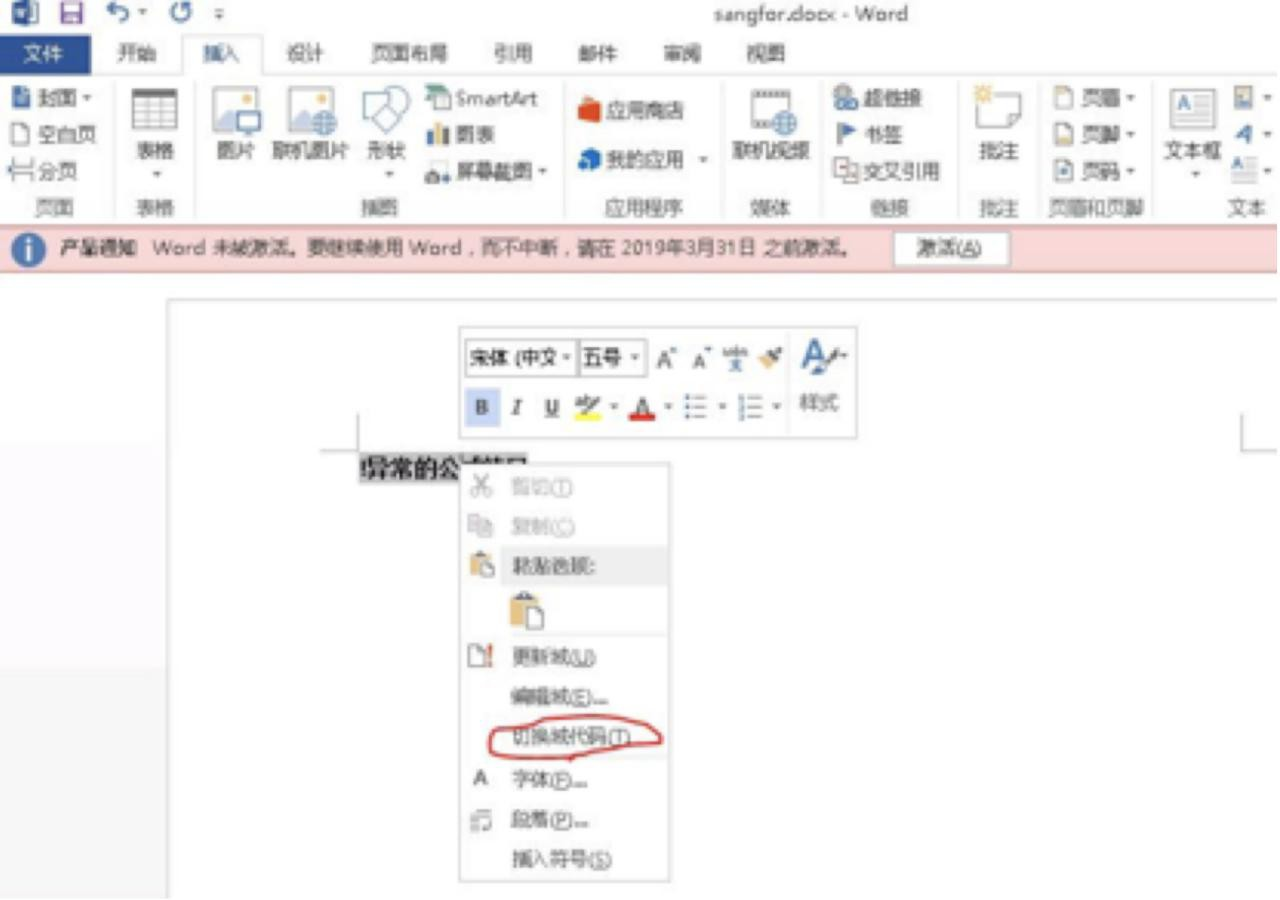 sangfor.docx - Word
文件 开始 插入 设计 页面布局 引用 邮件 审阅 视图
封面 SmartArt 应用商店 超链接 页眉
空白页 表格 图片 联机图片 形状 图表 联机视频 书签 批注 页脚 文本框
分页 屏幕截图 我的应用 交叉引用 页码
页面 表格 插图 应用程序 媒体 链接 批注 页眉和页脚 文本
产品通知 Word 未被激活。要继续使用 Word，而不中断，请在 2019年3月31日 之前激活。 激活(A)
宋体 (中文 五号
B I U 样式
!异常的公
剪切(T)
复制(C)
粘贴选项:
更新域(U)
编辑域(E)...
切换域代码(T)
A 字体(F)...
段落(P)...
插入符号(S)